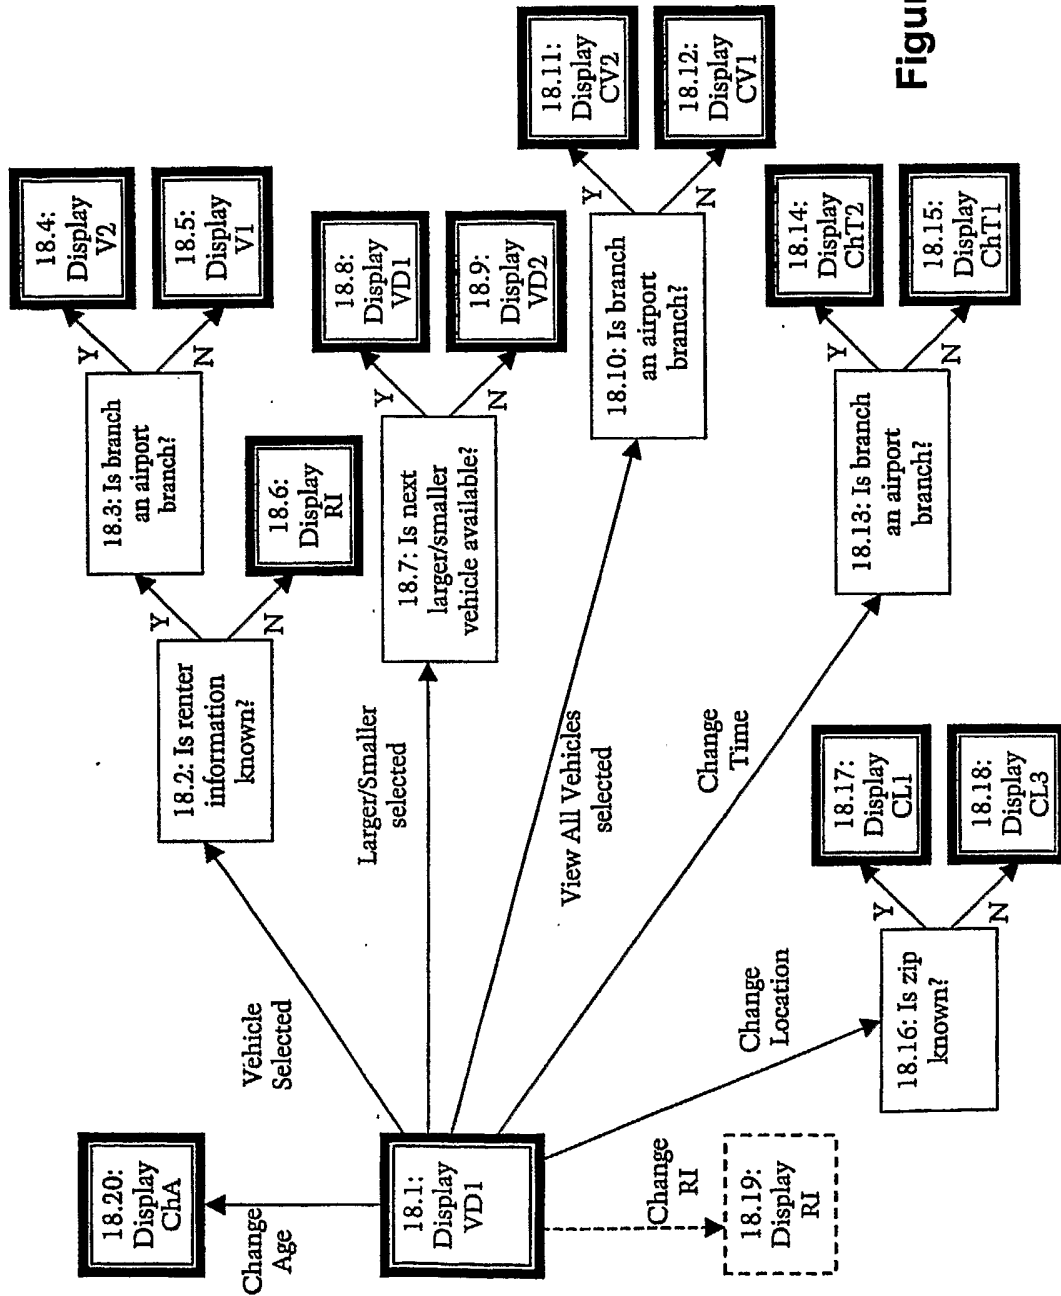 18.20:
Display
ChA
Change
Age
18.1:
Display
VD1
Change
RI
18.19:
Display
RI
Vehicle
Selected
18.2: Is renter
information
known?
Y
N
18.3: Is branch
an airport
branch?
Y
N
18.4:
Display
V2
18.5:
Display
V1
18.6:
Display
RI
Larger/Smaller
selected
18.7: Is next
larger/smaller
vehicle available?
Y
N
18.8:
Display
VD1
18.9:
Display
VD2
View All Vehicles
selected
18.10: Is branch
an airport
branch?
Y
N
18.11:
Display
CV2
18.12:
Display
CV1
Change
Time
18.13: Is branch
an airport
branch?
Y
N
18.14:
Display
ChT2
18.15:
Display
ChT1
Change
Location
18.16: Is zip
known?
Y
N
18.17:
Display
CL1
18.18:
Display
CL3
Figur